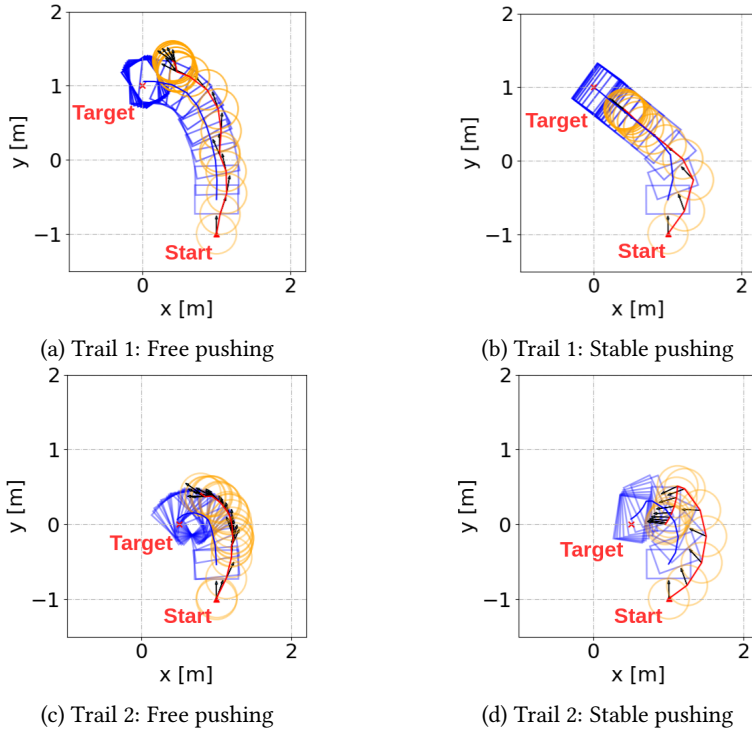 2
1
0
−1
y [m]
Target
Start
0
2
x [m]
(a) Trail 1: Free pushing
2
1
0
−1
y [m]
Target
Start
0
2
x [m]
(b) Trail 1: Stable pushing
2
1
0
−1
y [m]
Target
Start
0
2
x [m]
(c) Trail 2: Free pushing
2
1
0
−1
y [m]
Target
Start
0
2
x [m]
(d) Trail 2: Stable pushing